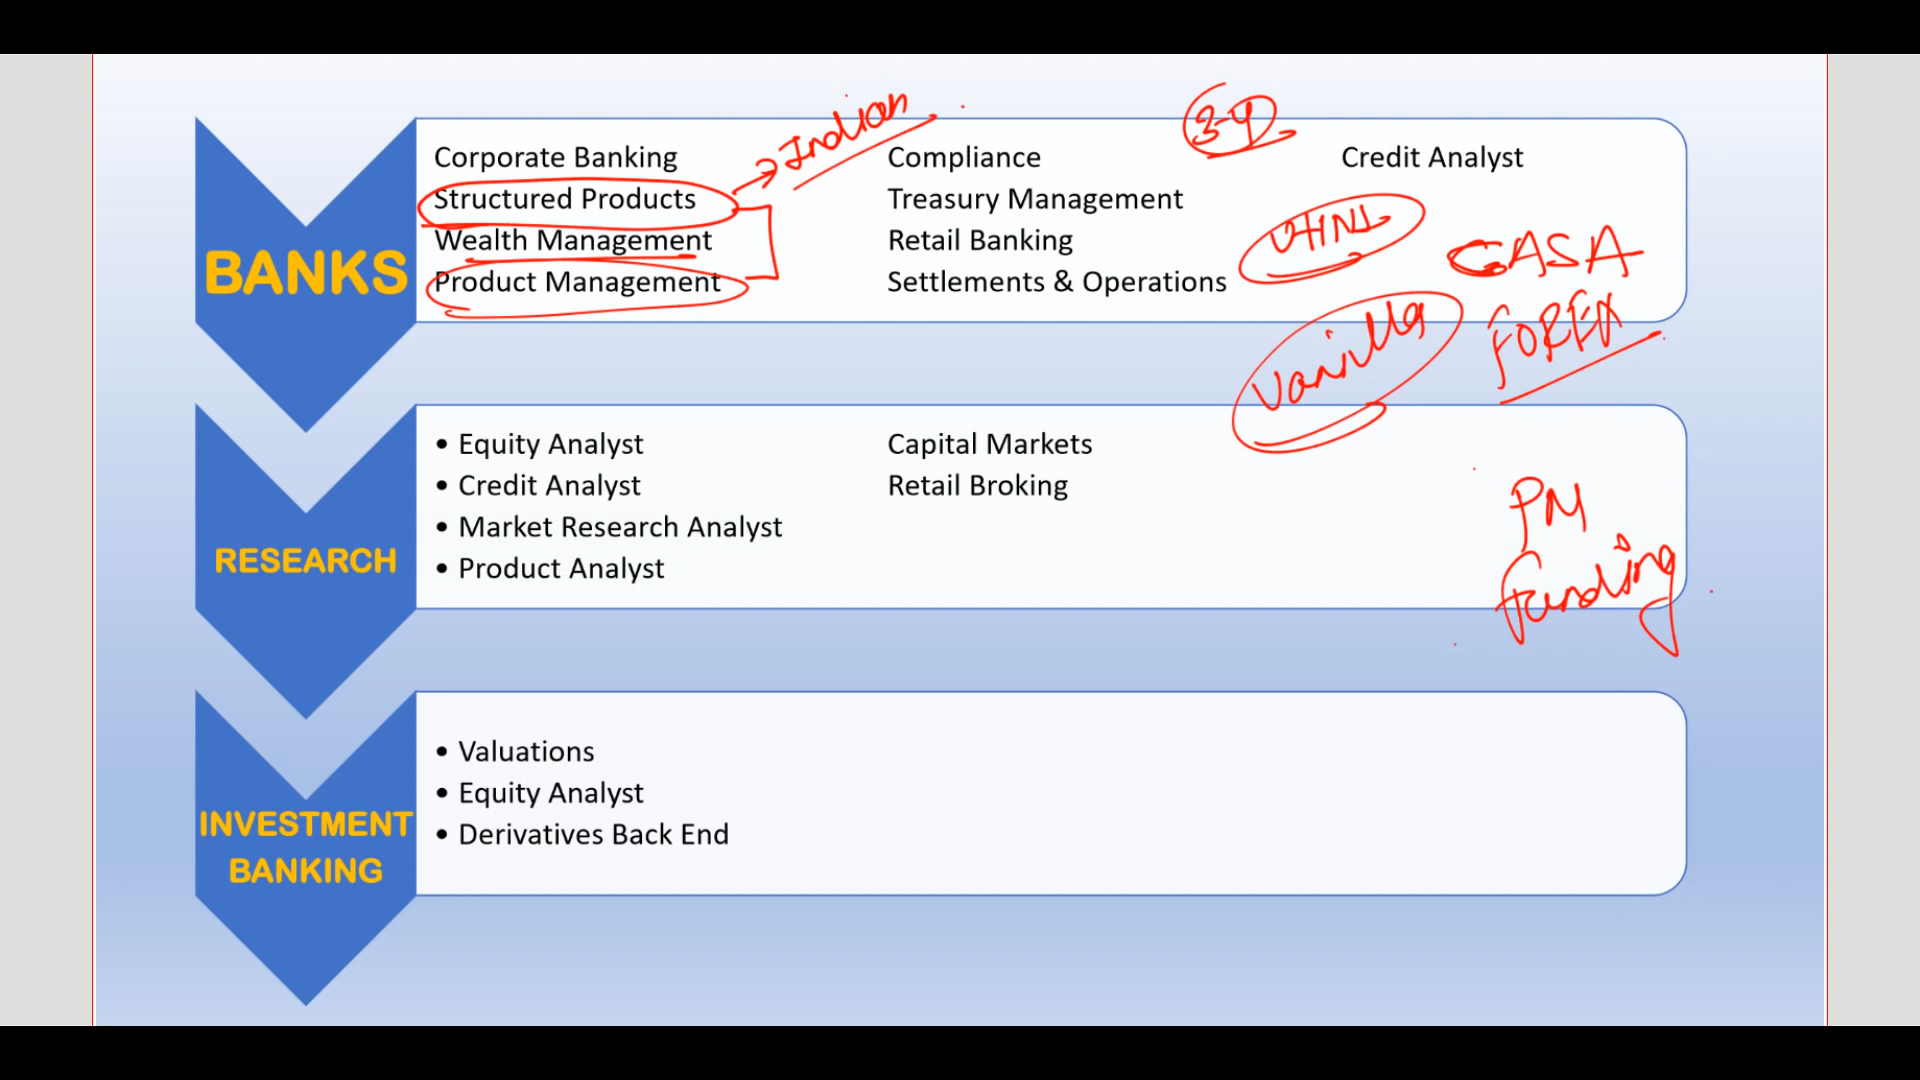 BANKS
Corporate Banking
Structured Products
Wealth Management
Product Management
Indian
Compliance
Treasury Management
Retail Banking
Settlements & Operations
3-4
Credit Analyst
UHNI
CASA
Vanilla
FOREX
RESEARCH
• Equity Analyst
• Credit Analyst
• Market Research Analyst
• Product Analyst
Capital Markets
Retail Broking
PM
Funding
INVESTMENT
BANKING
• Valuations
• Equity Analyst
• Derivatives Back End